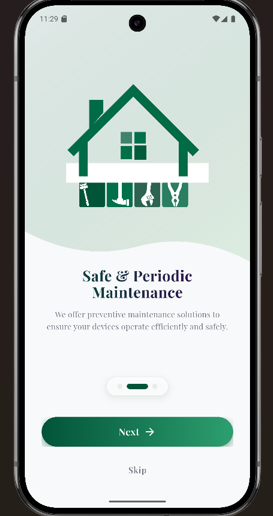 11:29
Safe & Periodic
Maintenance
We offer preventive maintenance solutions to
ensure your devices operate efficiently and safely.
Next →
Skip